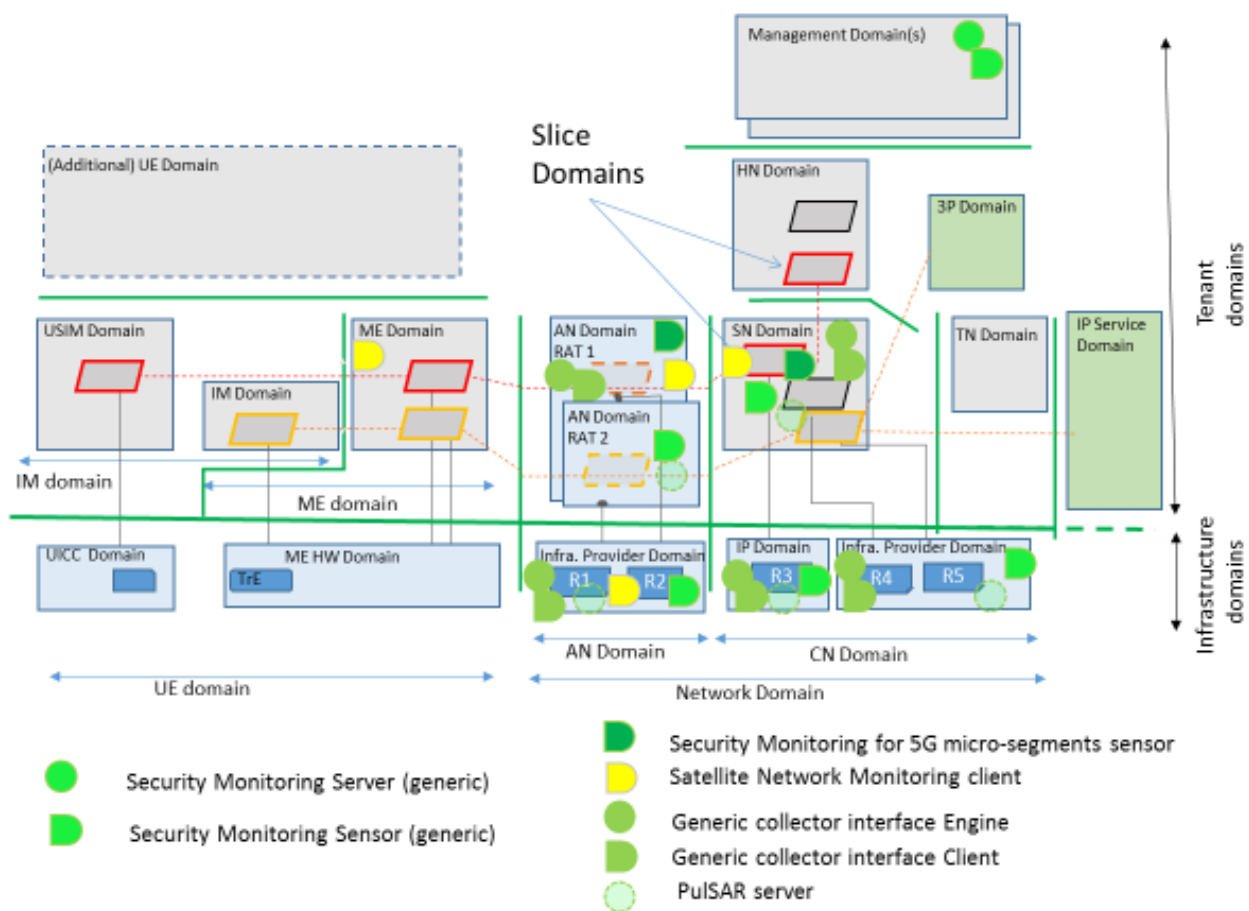 Management Domain(s)
Slice
Domains
(Additional) UE Domain
HN Domain
3P Domain
Tenant
domains
USIM Domain
ME Domain
AN Domain
RAT 1
SN Domain
TN Domain
IP Service
Domain
IM Domain
AN Domain
RAT 2
IM domain
ME domain
UICC Domain
ME HW Domain
Infra. Provider Domain
IP Domain
Infra. Provider Domain
TrE
R1
R2
R3
R4
R5
Infrastructure
domains
AN Domain
CN Domain
UE domain
Network Domain
Security Monitoring Server (generic)
Security Monitoring Sensor (generic)
Security Monitoring for 5G micro-segments sensor
Satellite Network Monitoring client
Generic collector interface Engine
Generic collector interface Client
PulSAR server